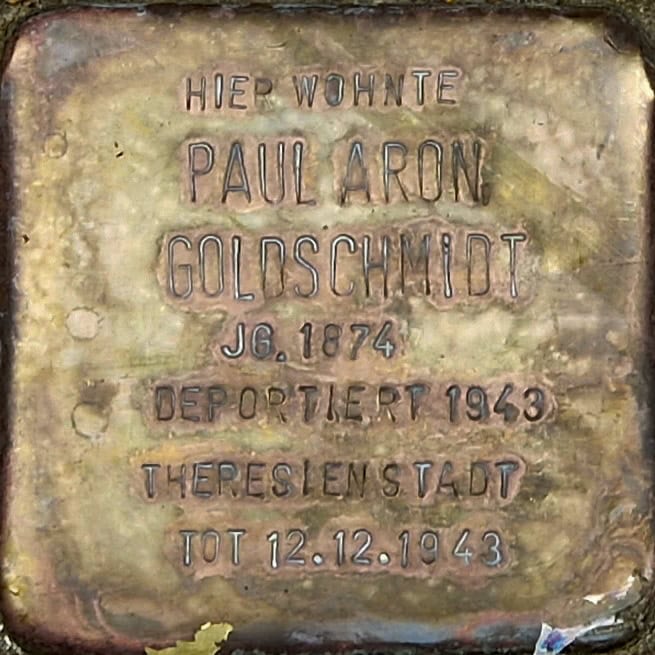 HIER WOHNTE
PAUL ARON
GOLDSCHMIDT
JG. 1874
DEPORTIERT 1943
THERESIENSTADT
TOT 12.12.1943